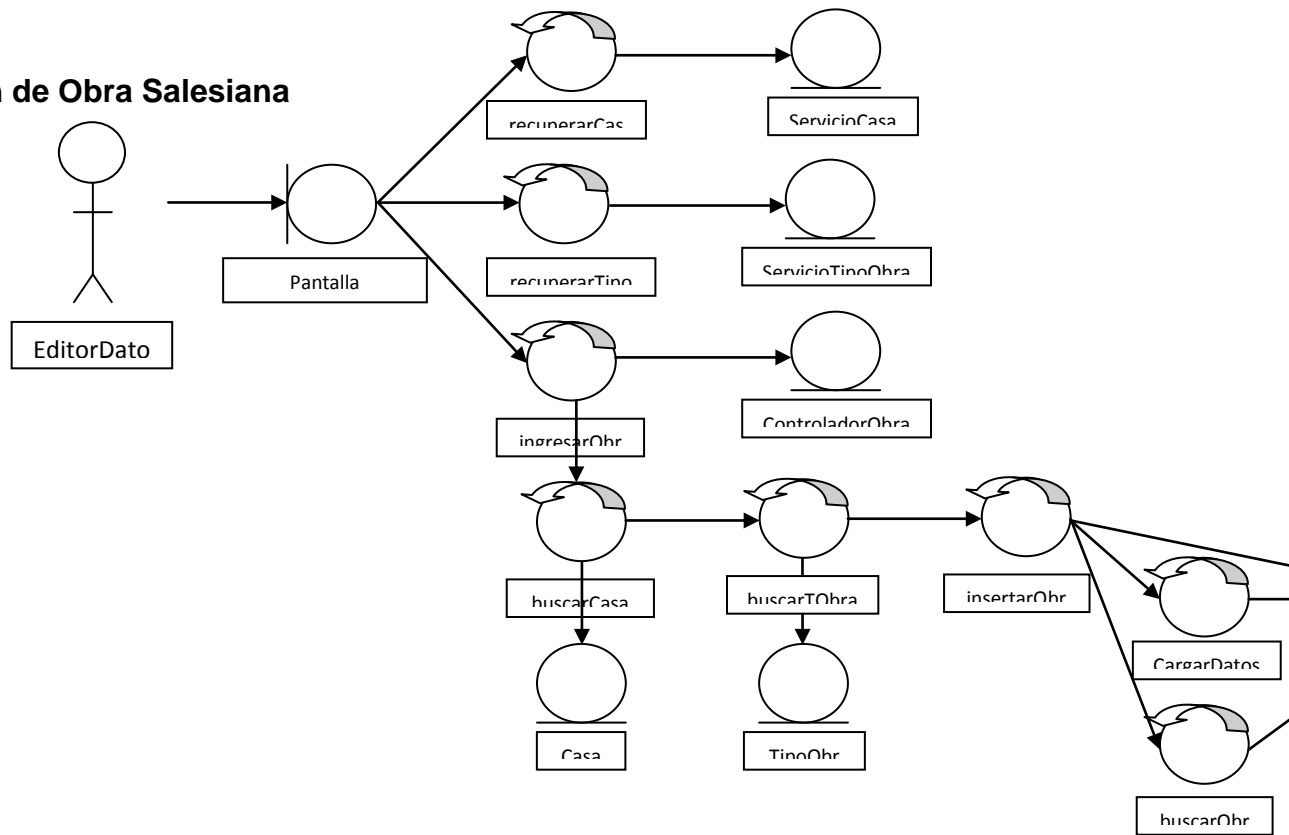 n de Obra Salesiana
recuperarCas
ServicioCasa
EditorDato
Pantalla
recuperarTipo
ServicioTipoObra
ingresarObr
ControladorObra
buscarCasa
buscarTObra
insertarObr
CargarDatos
Casa
TipoObr
buscarObr